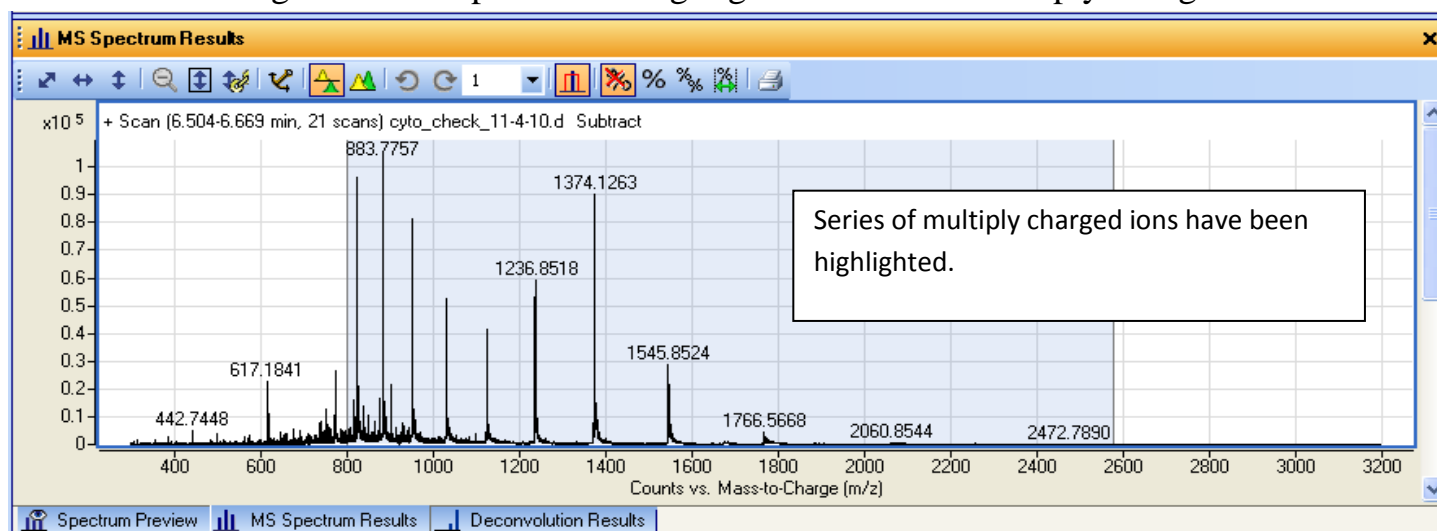 MS Spectrum Results
1
% %
x10 5
+ Scan (6.504-6.669 min, 21 scans) cyto_check_11-4-10.d Subtract
883.7757
1
1374.1263
0.9
Series of multiply charged ions have been
highlighted.
0.8
0.7
1236.8518
0.6
0.5
0.4
1545.8524
0.3
617.1841
0.2
442.7448
1766.5668
2060.8544
2472.7890
0.1
0
400 600 800 1000 1200 1400 1600 1800 2000 2200 2400 2600 2800 3000 3200
Counts vs. Mass-to-Charge (m/z)
Spectrum Preview MS Spectrum Results Deconvolution Results